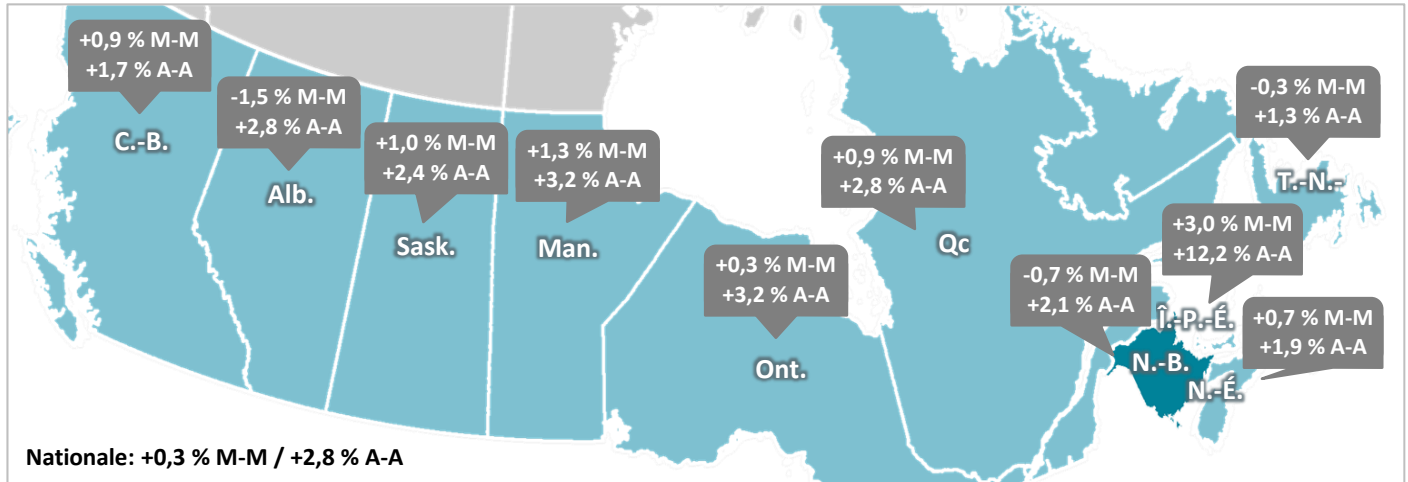 +0,9 % M-M
+1,7 % A-A
C.-B.
-1,5 % M-M
+2,8 % A-A
Alb.
+1,0 % M-M
+2,4 % A-A
Sask.
+1,3 % M-M
+3,2 % A-A
Man.
+0,3 % M-M
+3,2 % A-A
Ont.
+0,9 % M-M
+2,8 % A-A
Qc
-0,3 % M-M
+1,3 % A-A
T.-N.-
+3,0 % M-M
+12,2 % A-A
Î.-P.-É.
-0,7 % M-M
+2,1 % A-A
N.-B.
+0,7 % M-M
+1,9 % A-A
N.-É.
Nationale: +0,3 % M-M / +2,8 % A-A